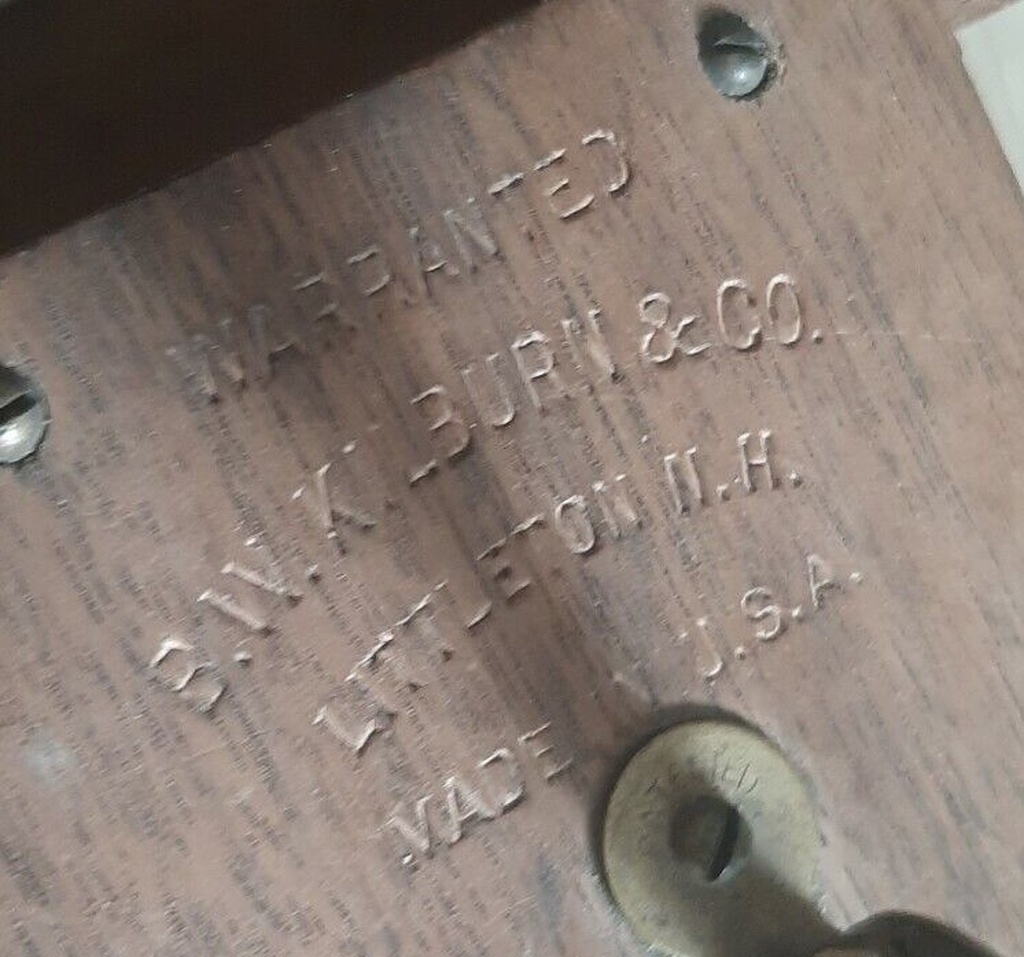 WARRANTED
B.W.K.BURN & CO.
LITTLETON N.H.
MADE U.S.A.